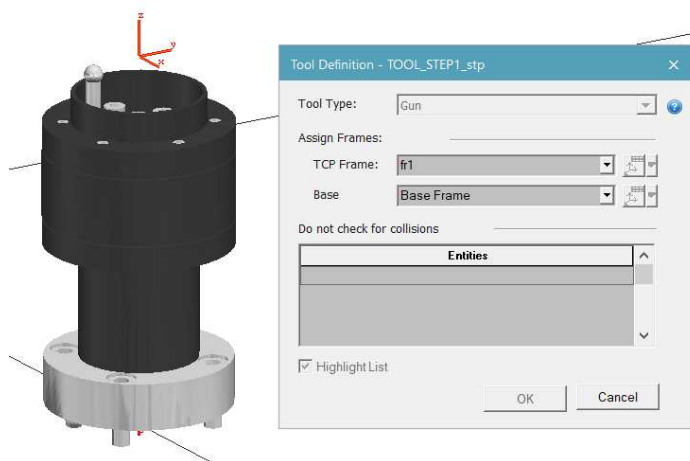 z
y
x
Tool Definition - TOOL_STEP1_stp
Tool Type: Gun
Assign Frames:
TCP Frame: fr1
Base Base Frame
Do not check for collisions
Entities
Highlight List
OK Cancel